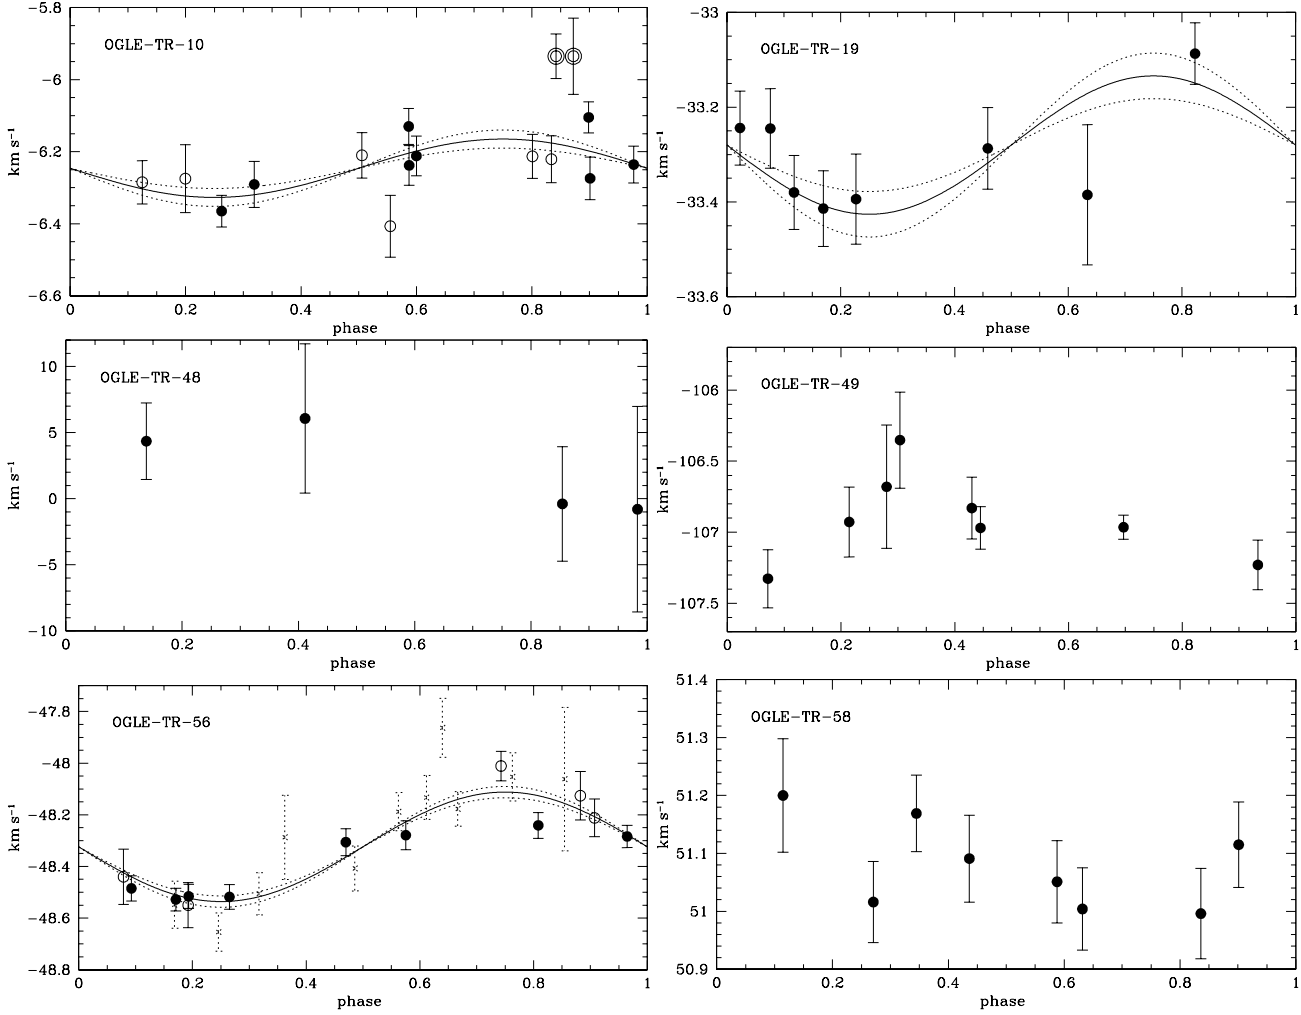 -5.8
-6
-6.2
-6.4
-6.6
km s⁻¹
OGLE-TR-10
0 0.2 0.4 0.6 0.8 1
phase
-33
-33.2
-33.4
-33.6
km s⁻¹
OGLE-TR-19
0 0.2 0.4 0.6 0.8 1
phase
10
5
0
-5
-10
km s⁻¹
OGLE-TR-48
0 0.2 0.4 0.6 0.8 1
phase
-106
-106.5
-107
-107.5
km s⁻¹
OGLE-TR-49
0 0.2 0.4 0.6 0.8 1
phase
-47.8
-48
-48.2
-48.4
-48.6
-48.8
km s⁻¹
OGLE-TR-56
0 0.2 0.4 0.6 0.8 1
phase
51.4
51.3
51.2
51.1
51
50.9
km s⁻¹
OGLE-TR-58
0 0.2 0.4 0.6 0.8 1
phase